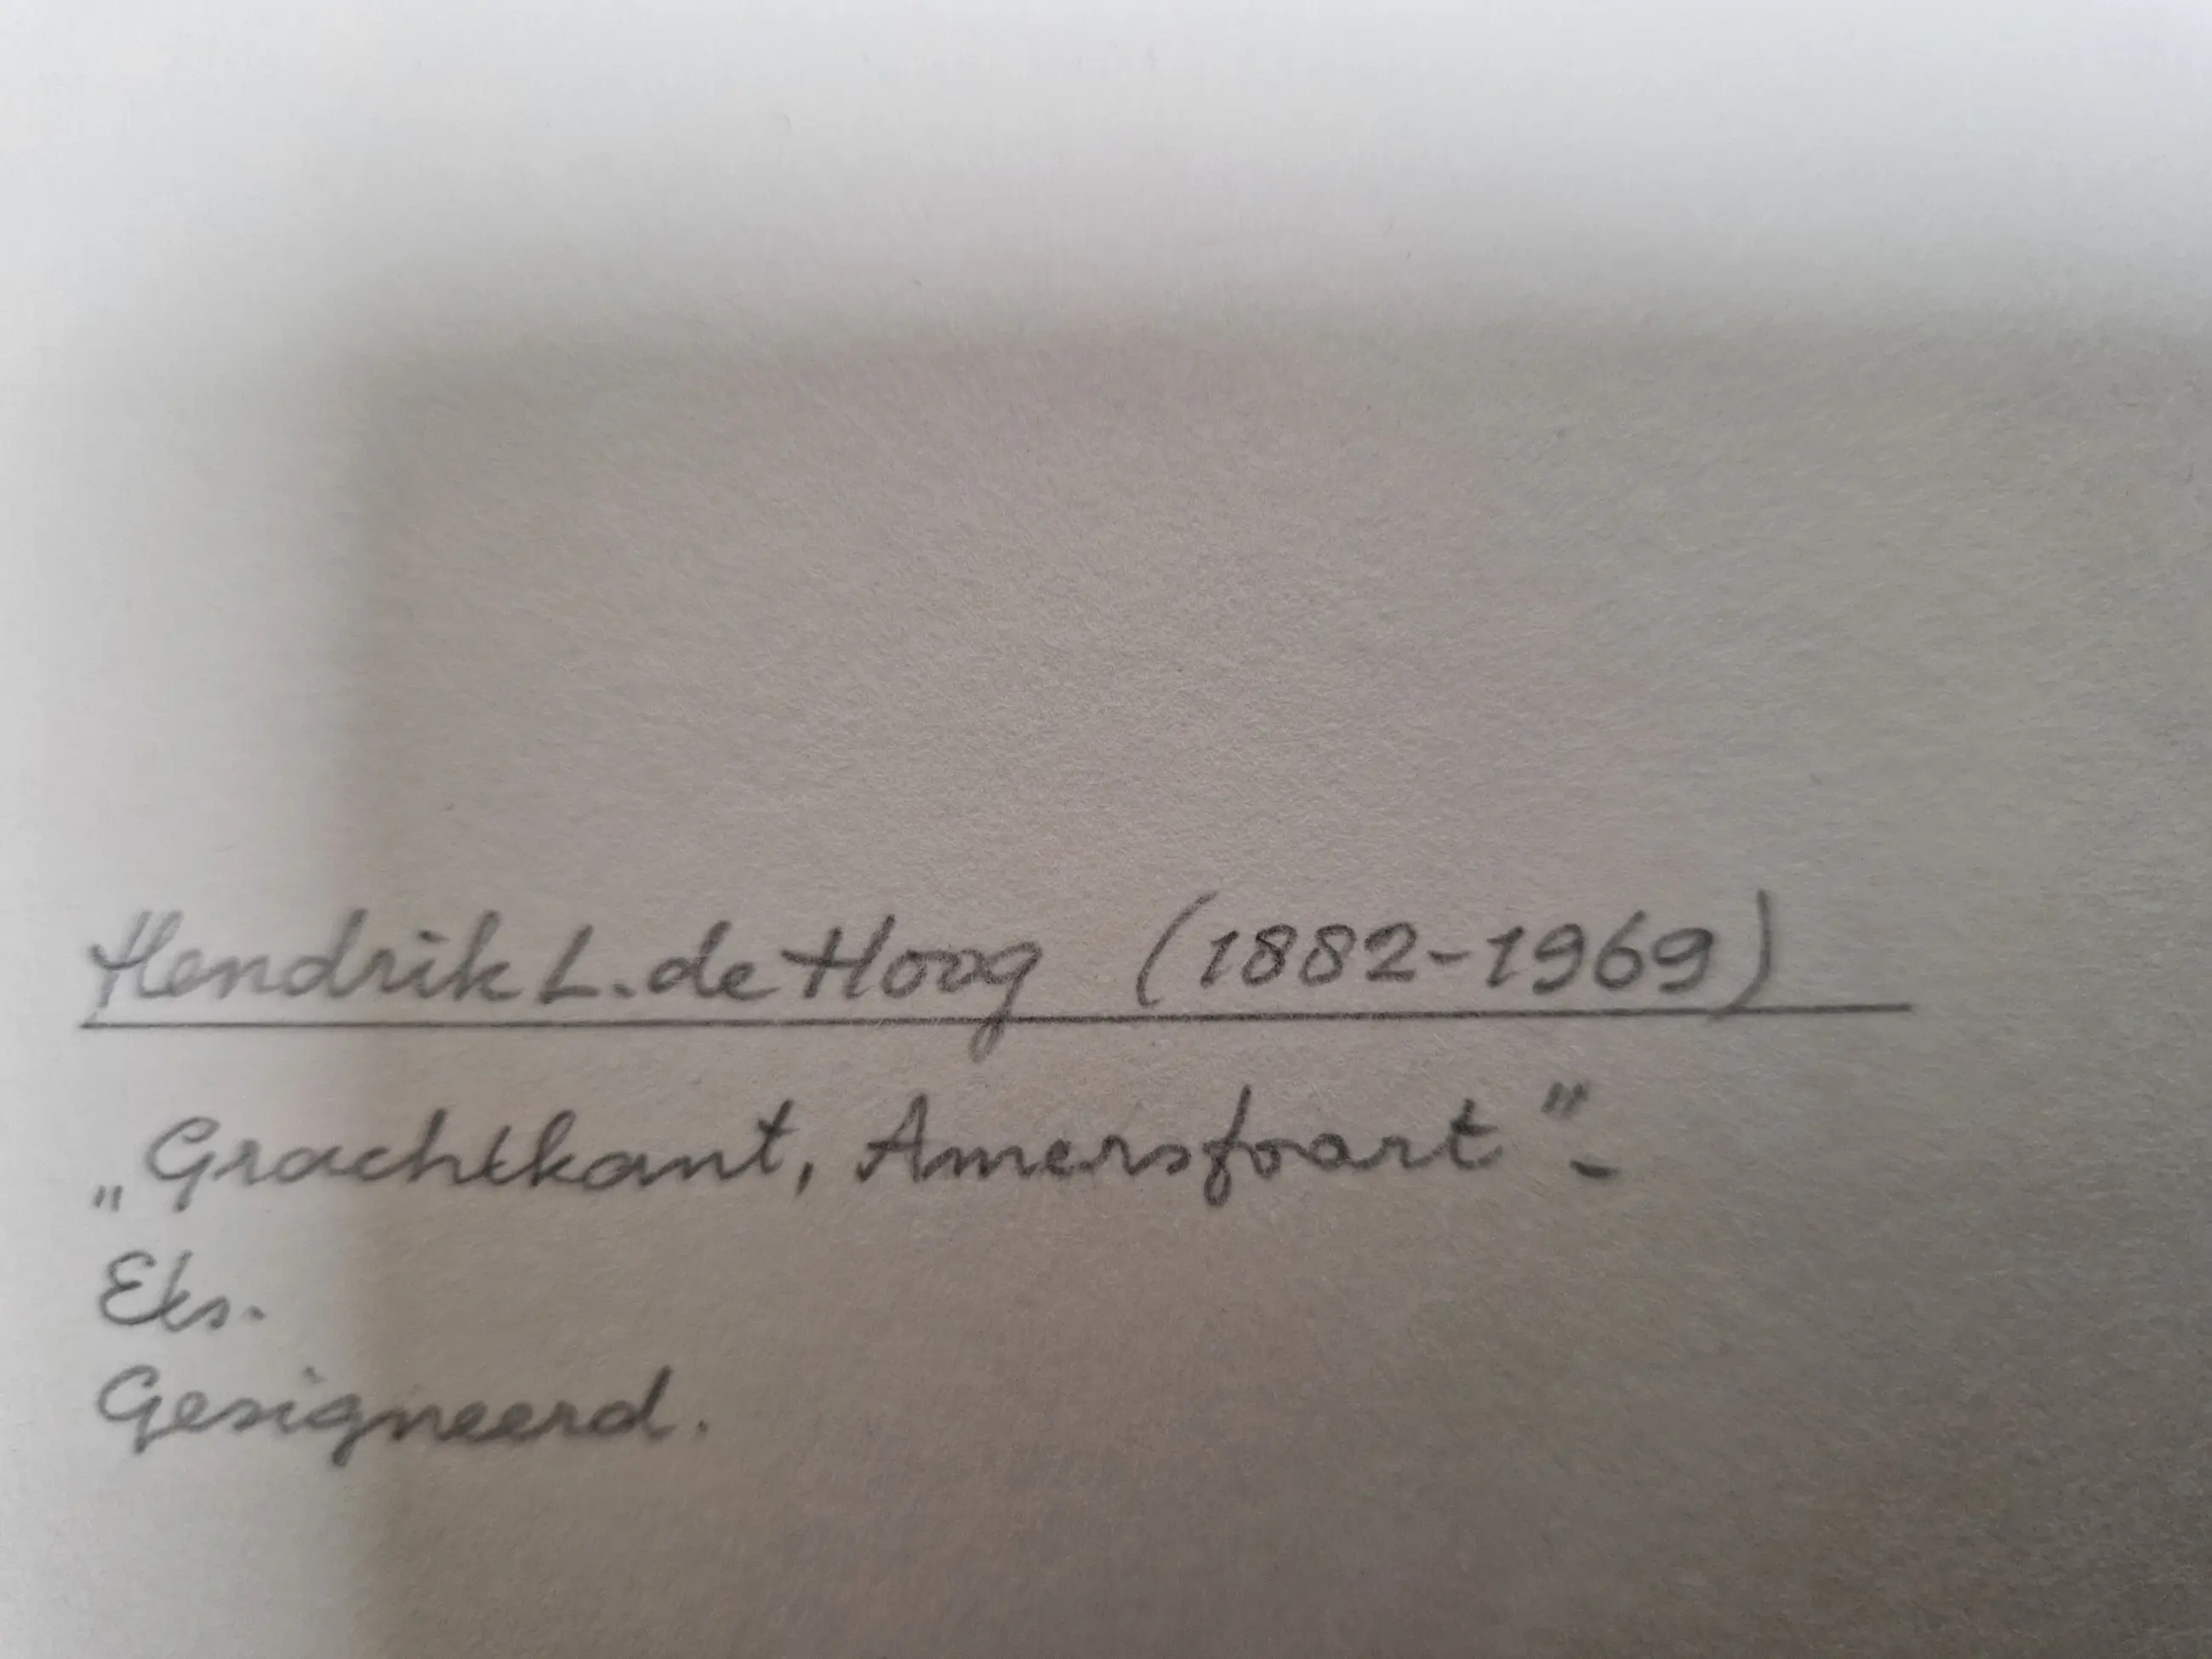 Hendrik L. de Hoog (1882-1969)
„Grachtkant, Amersfoort"-
Ets.
Gesigneerd.